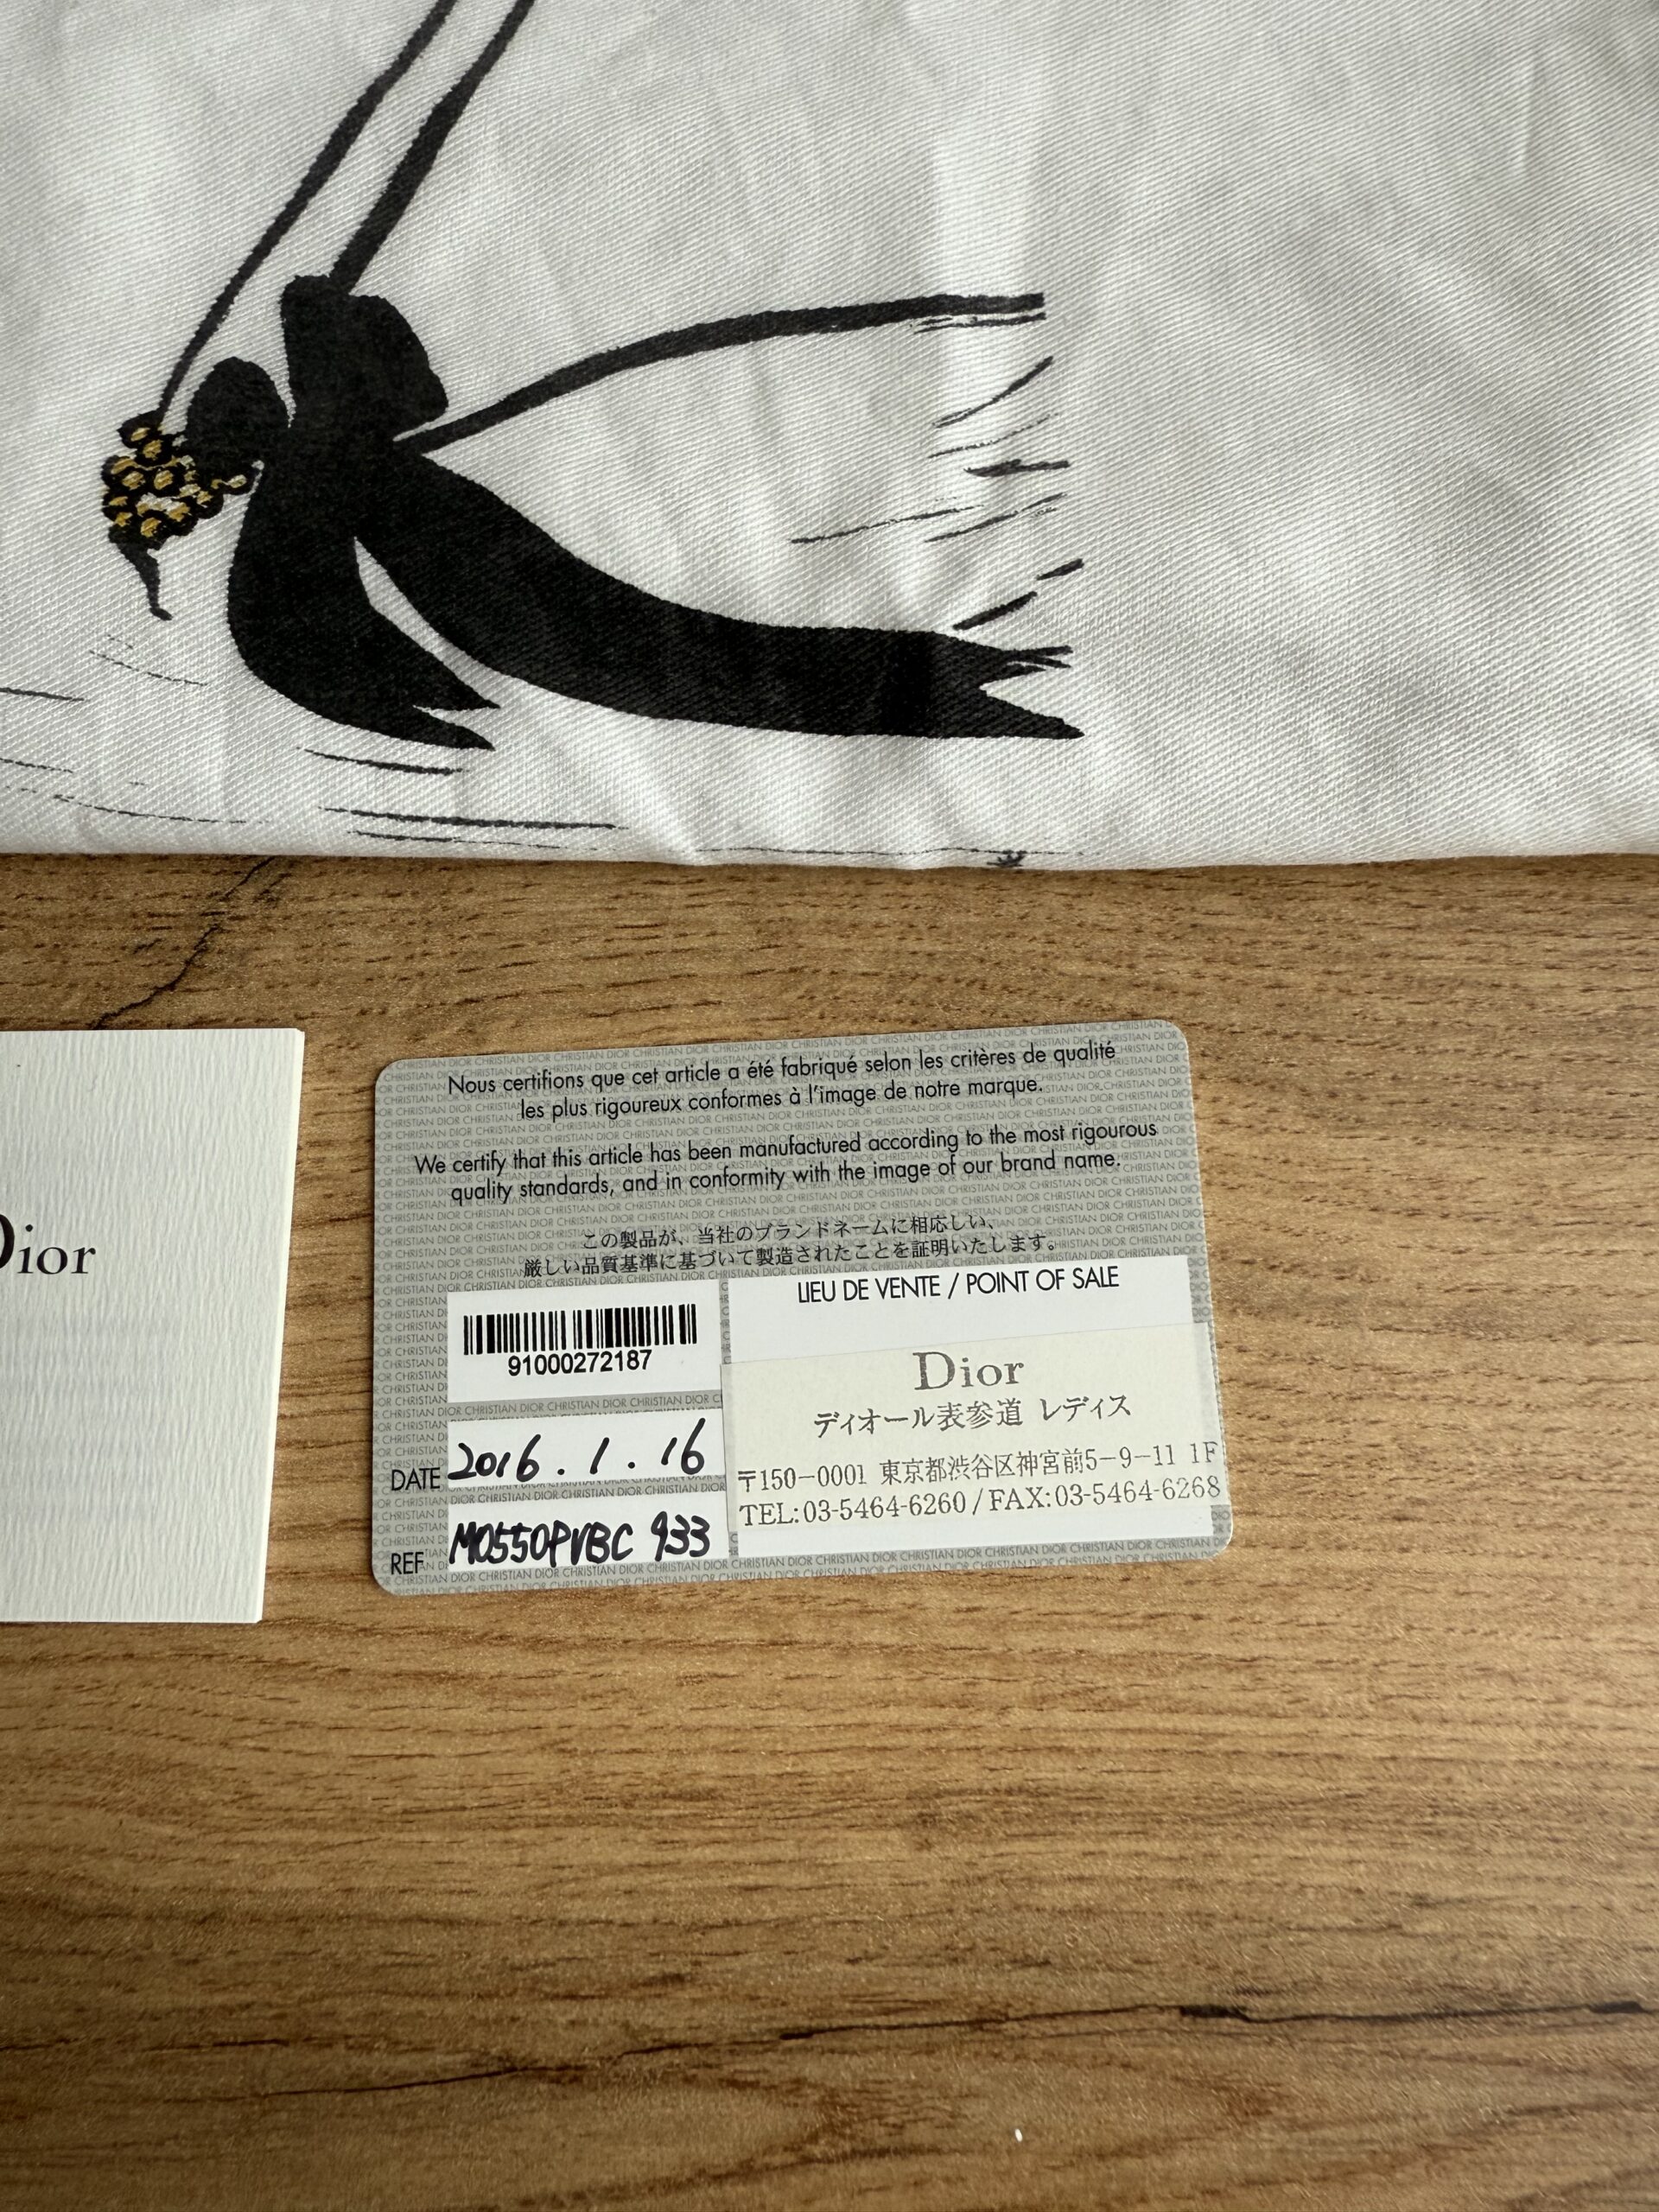 Dior
Nous certifions que cet article a été fabriqué selon les critères de qualité
les plus rigoureux conformes à l'image de notre marque.
We certify that this article has been manufactured according to the most rigourous
quality standards, and in conformity with the image of our brand name.
この製品が、当社のブランドネームに相応しい、
厳しい品質基準に基づいて製造されたことを証明いたします。
LIEU DE VENTE / POINT OF SALE
91000272187
Dior
ディオール表参道 レディス
〒150-0001 東京都渋谷区神宮前5-9-11 1F
TEL:03-5464-6260/FAX:03-5464-6268
DATE 2016.1.16
REF. M0550PVBC 933